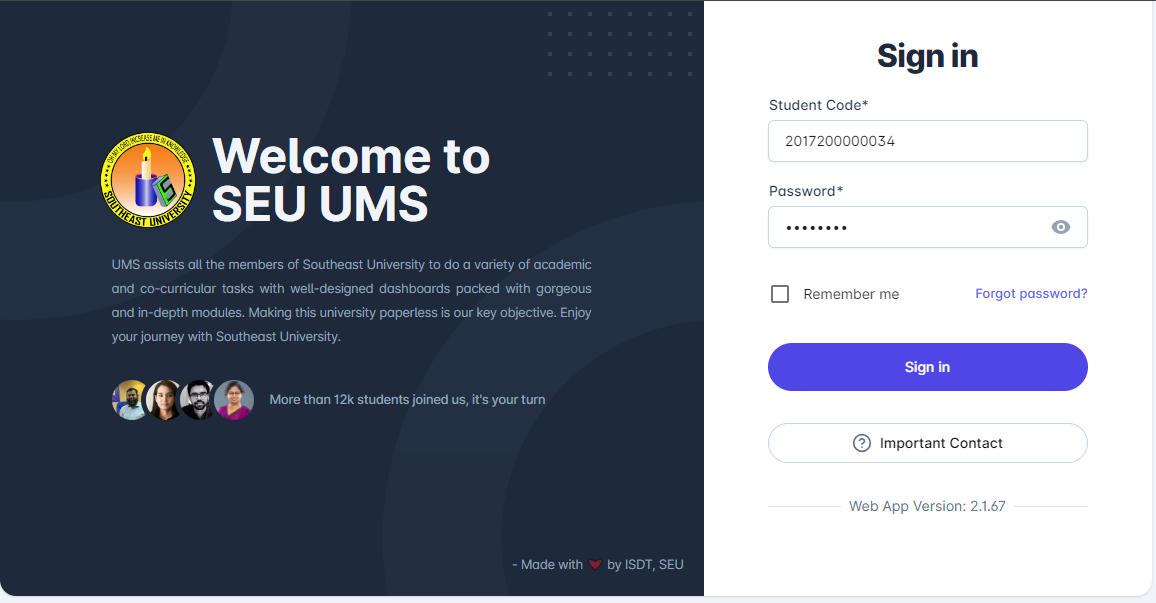 OH MY LORD. INCREASE ME IN KNOWLEDGE
SOUTHEAST UNIVERSITY
Welcome to
SEU UMS
UMS assists all the members of Southeast University to do a variety of academic
and co-curricular tasks with well-designed dashboards packed with gorgeous
and in-depth modules. Making this university paperless is our key objective. Enjoy
your journey with Southeast University.
More than 12k students joined us, it's your turn
- Made with ♥ by ISDT, SEU
Sign in
Student Code*
2017200000034
Password*
••••••••
Remember me
Forgot password?
Sign in
Important Contact
Web App Version: 2.1.67